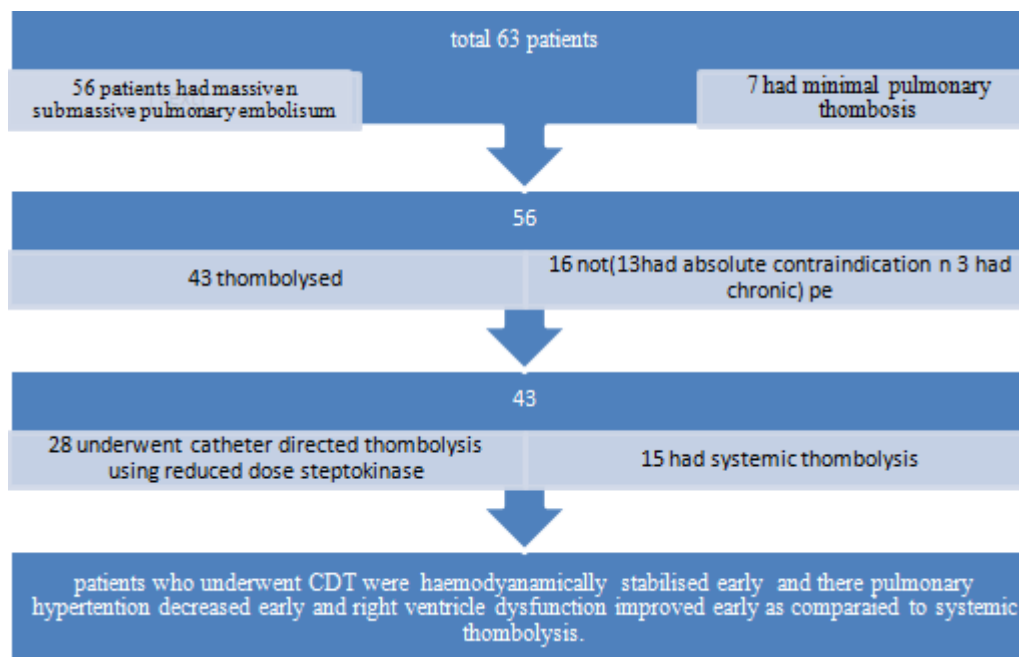 total 63 patients
56 patients had massive n
submassive pulmonary embolisum
7 had minimal pulmonary
thombosis
56
43 thombolysed
16 not(13had absolute contraindication n 3 had
chronic) pe
43
28 underwent catheter directed thombolysis
using reduced dose steptokinase
15 had systemic thombolysis
patients who underwent CDT were haemodyanamically stabilised early and there pulmonary
hypertention decreased early and right ventricle dysfunction improved early as comparaied to systemic
thombolysis.